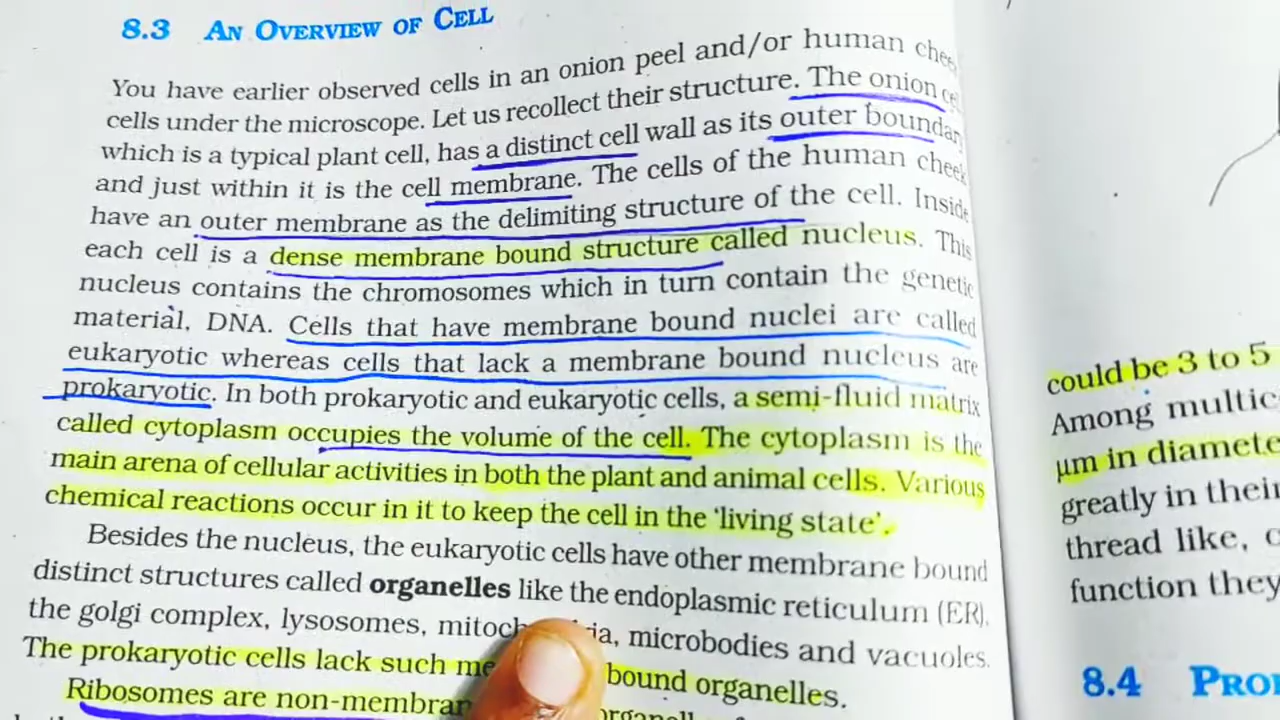 8.3 AN OVERVIEW OF CELL
You have earlier observed cells in an onion peel and/or human
cells under the microscope. Let us recollect their structure. The onion
which is a typical plant cell, has a distinct cell wall as its outer boundary
and just within it is the cell membrane. The cells of the human cheek
have an outer membrane as the delimiting structure of the cell. Inside
each cell is a dense membrane bound structure called nucleus. This
nucleus contains the chromosomes which in turn contain the genetic
material, DNA. Cells that have membrane bound nuclei are called
eukaryotic whereas cells that lack a membrane bound nucleus are
prokaryotic. In both prokaryotic and eukaryotic cells, a semi-fluid matrix
called cytoplasm occupies the volume of the cell. The cytoplasm is the
main arena of cellular activities in both the plant and animal cells. Various
chemical reactions occur in it to keep the cell in the 'living state'.
Besides the nucleus, the eukaryotic cells have other membrane bound
distinct structures called organelles like the endoplasmic reticulum (ER),
the golgi complex, lysosomes, microbodies and vacuoles.
The prokaryotic cells lack such bound organelles.
Ribosomes are
could be 3 to 5
Among
μm in
greatly in their
thread like,
function they
8.4